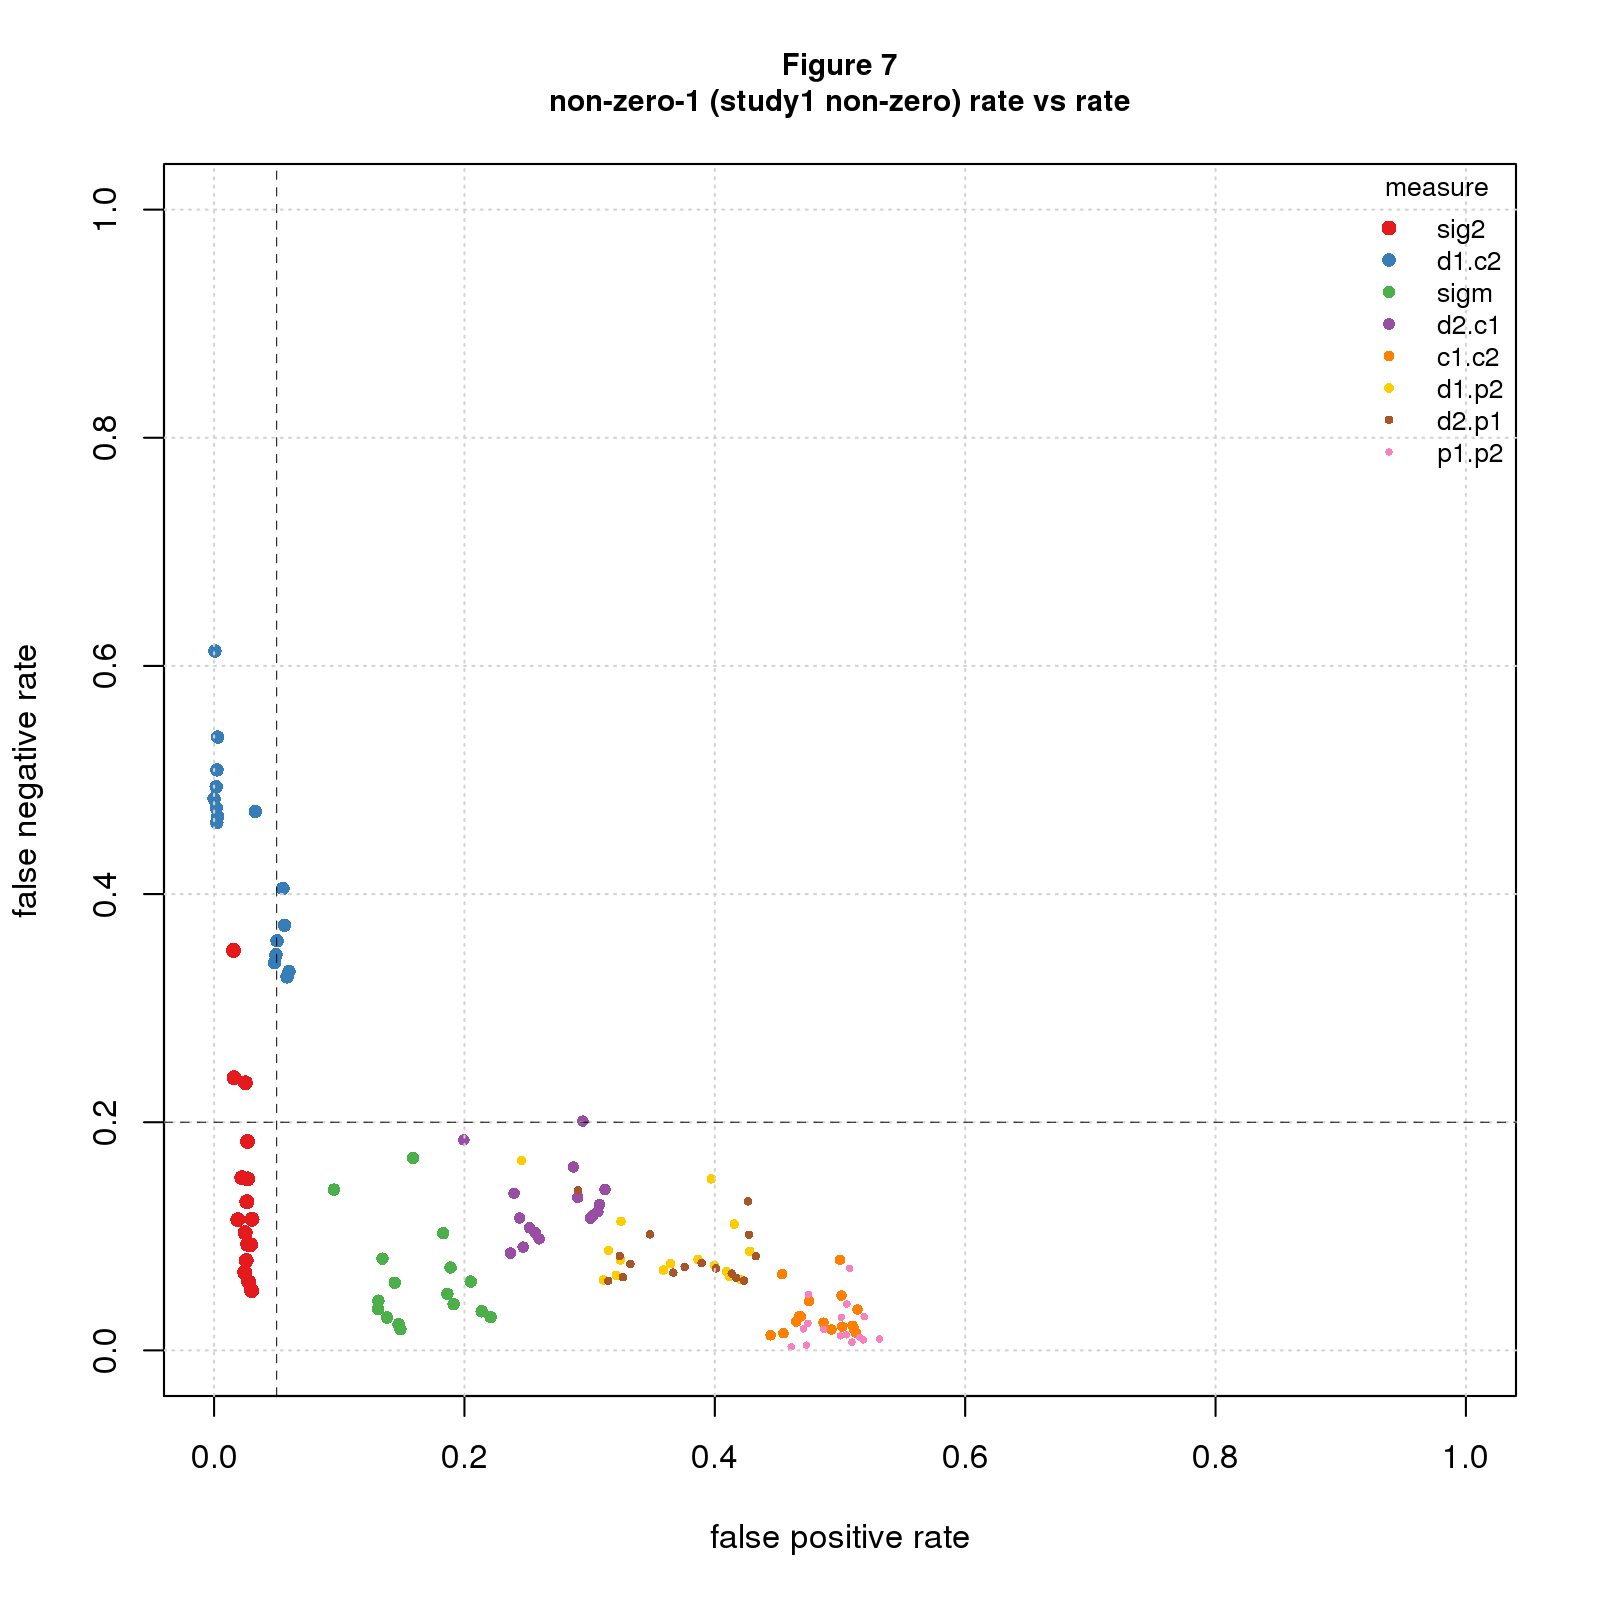 Figure 7
non-zero-1 (study1 non-zero) rate vs rate
measure
sig2
d1.c2
sigm
d2.c1
c1.c2
d1.p2
d2.p1
p1.p2
false negative rate
1.0
0.8
0.6
0.4
0.2
0.0
0.0 0.2 0.4 0.6 0.8 1.0
false positive rate